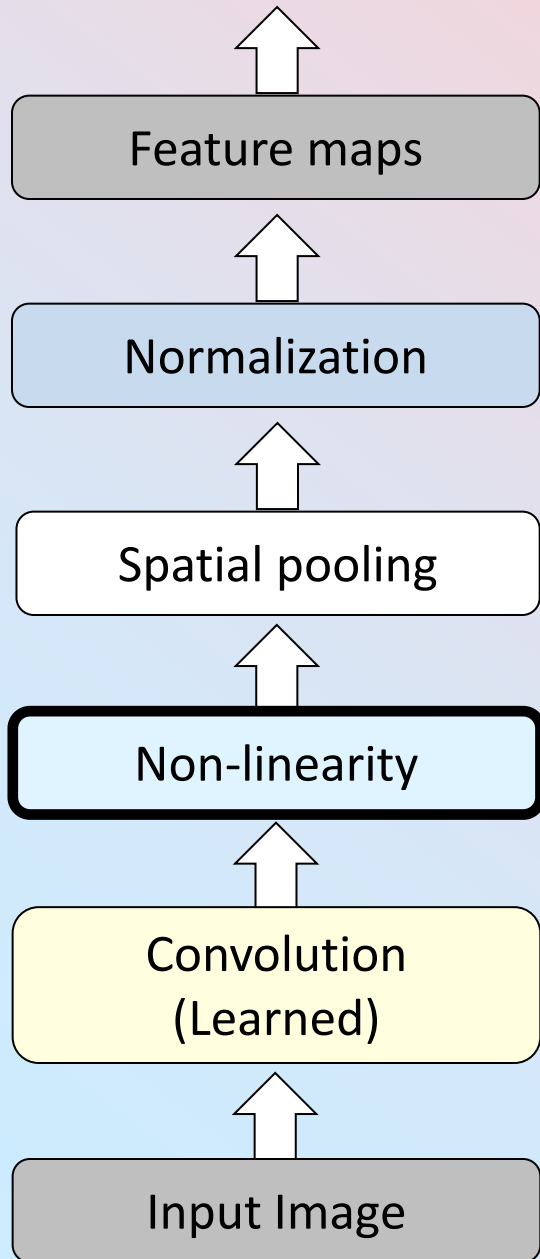 Feature maps
Normalization
Spatial pooling
Non-linearity
Convolution
(Learned)
Input Image